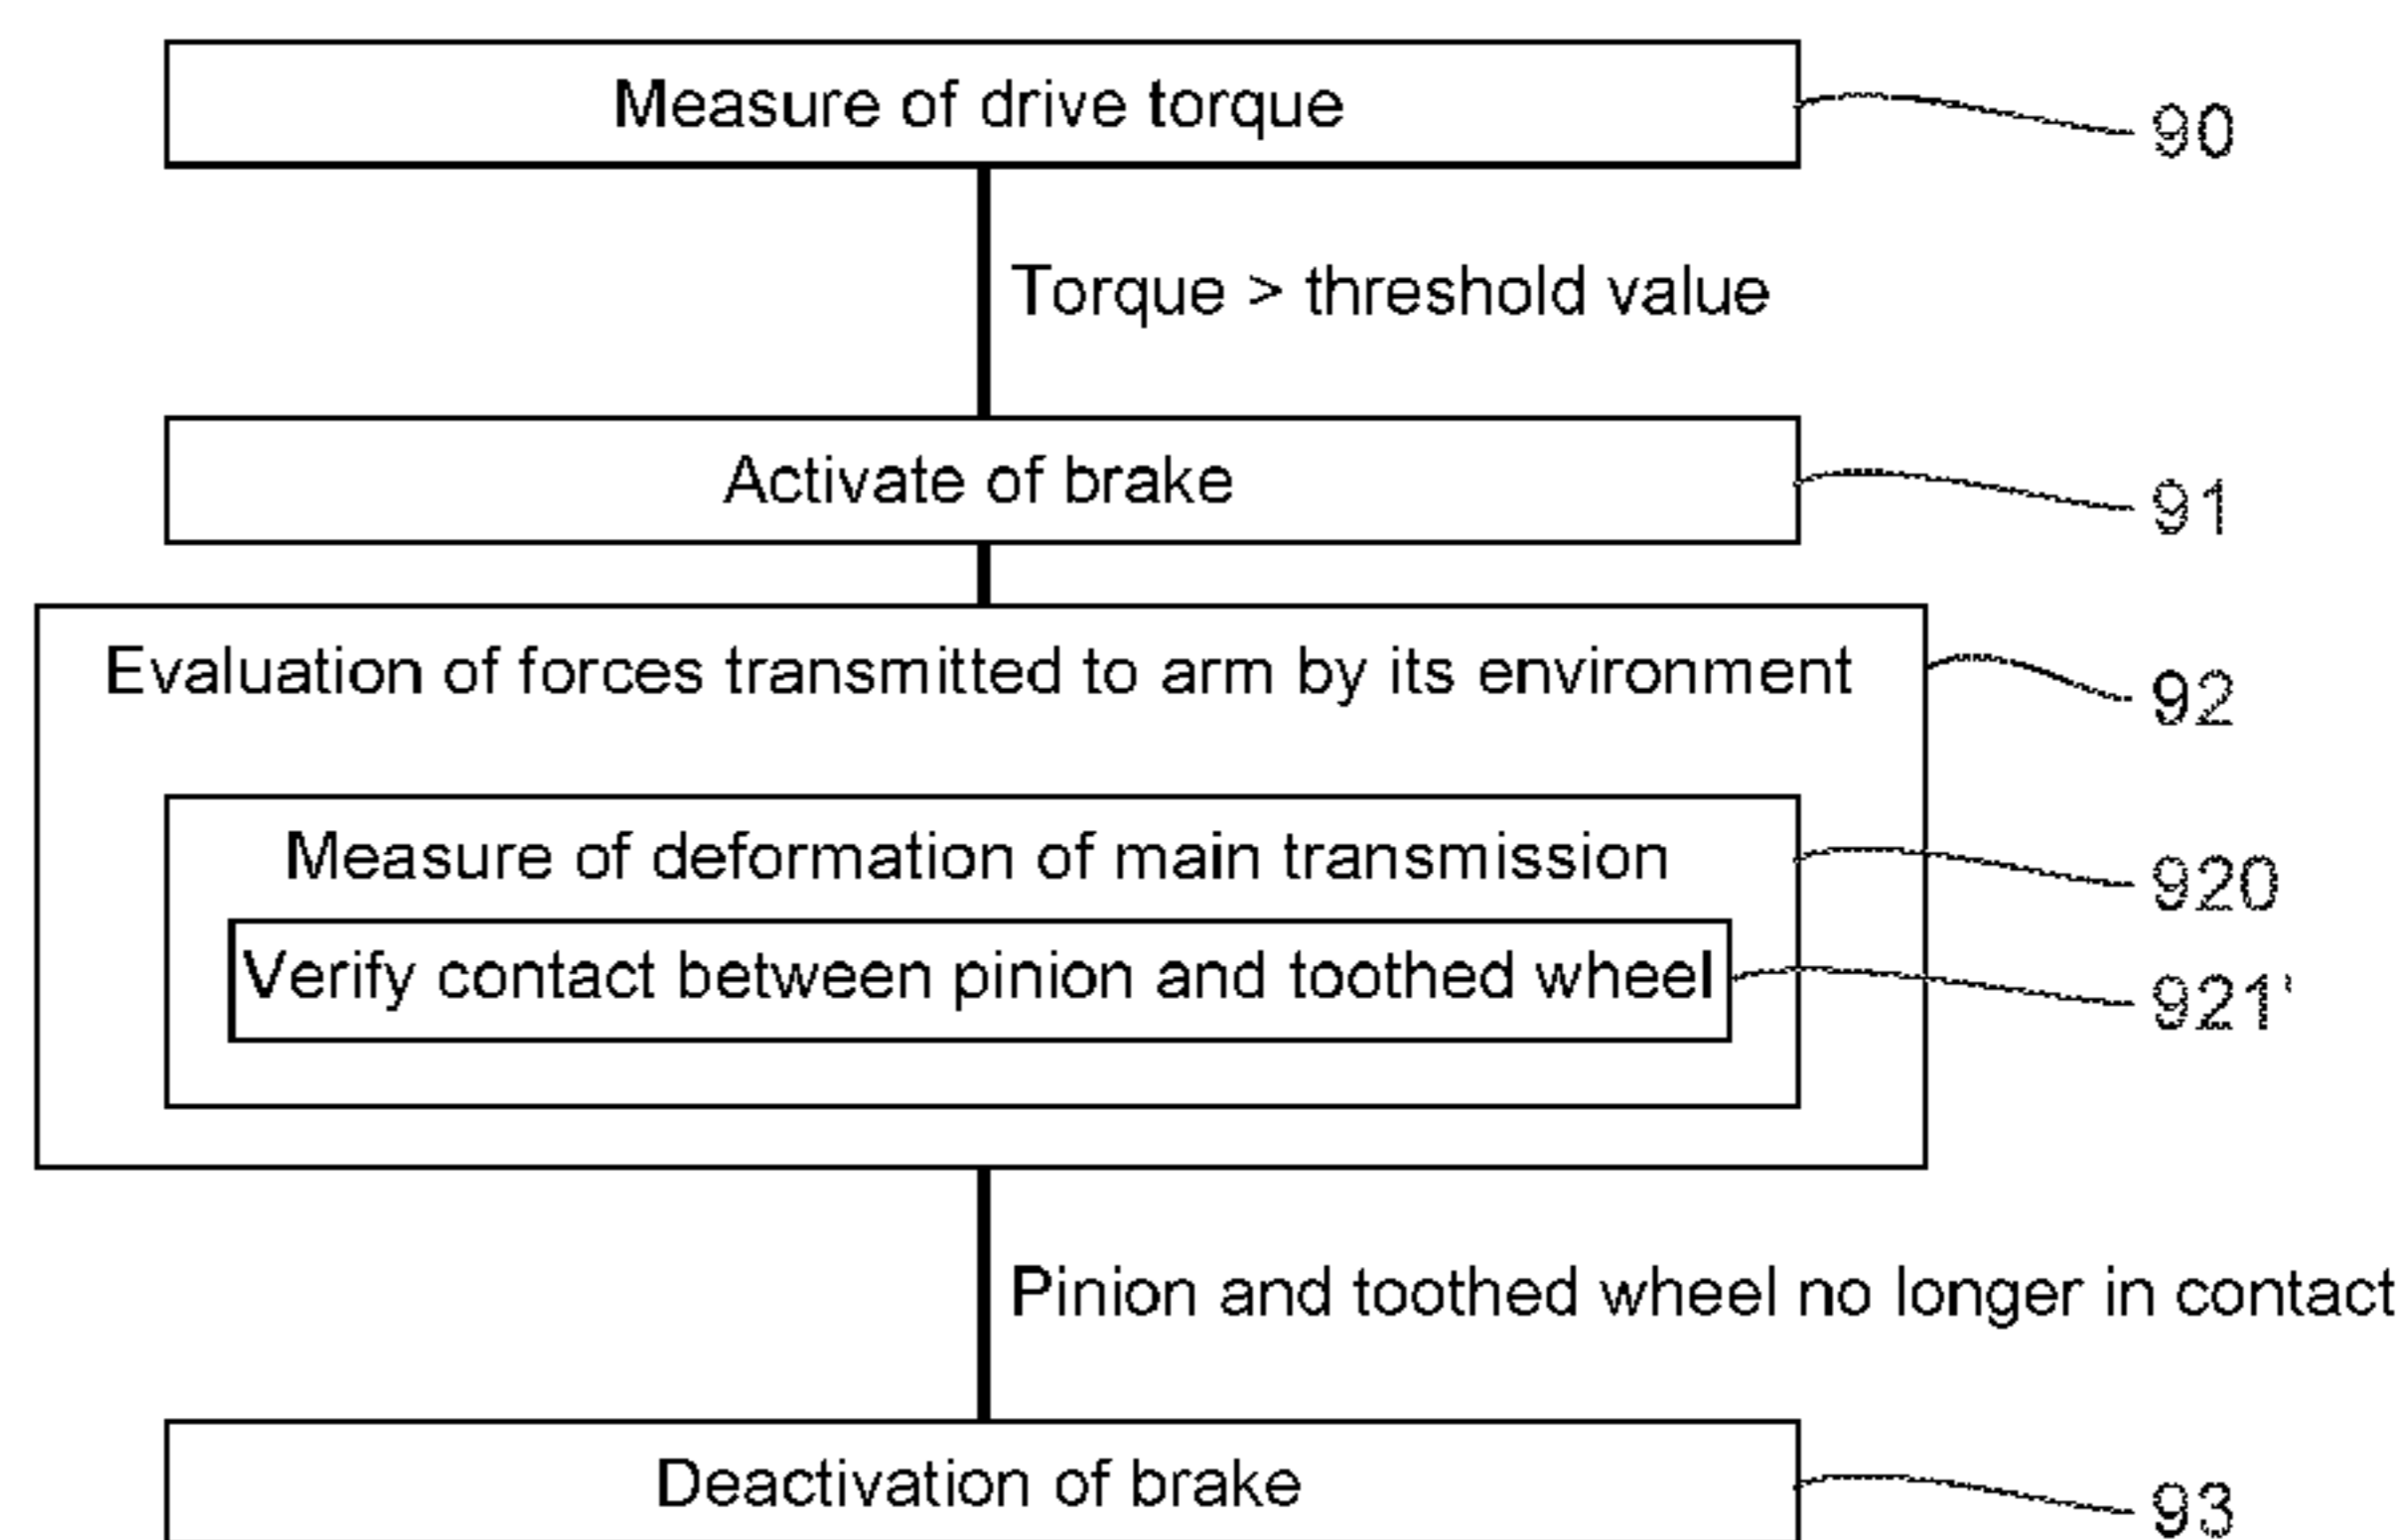 Measure of drive torque
90
Torque > threshold value
Activate of brake
91
Evaluation of forces transmitted to arm by its environment
92
Measure of deformation of main transmission
920
Verify contact between pinion and toothed wheel
921'
Pinion and toothed wheel no longer in contact
Deactivation of brake
93